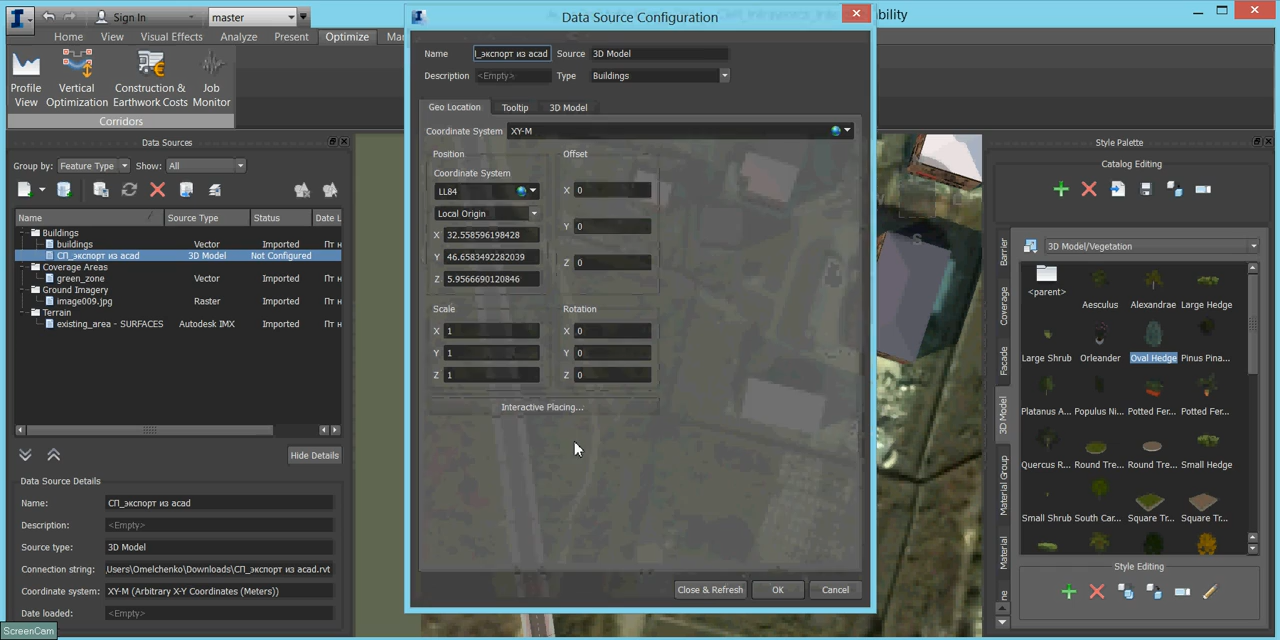 Sign In
master
Home View Visual Effects Analyze Present Optimize
Profile View
Vertical Optimization
Construction & Earthwork Costs
Job Monitor
Corridors
Data Sources
Group by: Feature Type Show: All
Name Source Type Status Date L
Buildings
buildings Vector Imported Пт н
СП_экспорт из acad 3D Model Not Configured
Coverage Areas
green_zone Vector Imported Пт н
Ground Imagery
image009.jpg Raster Imported Пт н
Terrain
existing_area - SURFACES Autodesk IMX Imported Пт н
Hide Details
Data Source Details
Name: СП_экспорт из acad
Description: <Empty>
Source type: 3D Model
Connection string: Users\Omelchenko\Downloads\СП_экспорт из acad.rvt
Coordinate system: XY-M (Arbitrary X-Y Coordinates (Meters))
Date loaded: <Empty>
ScreenCam
Data Source Configuration
Name _экспорт из acad Source 3D Model
Description <Empty> Type Buildings
Geo Location Tooltip 3D Model
Coordinate System XY-M
Position Offset
Coordinate System
LL84 X 0
Local Origin
X 32.558596198428 Y 0
Y 46.6583492282039
Z 5.9566690120846 Z 0
Scale Rotation
X 1 X 0
Y 1 Y 0
Z 1 Z 0
Interactive Placing...
Close & Refresh OK Cancel
ability
S
Style Palette
Catalog Editing
Barrier
Coverage
Facade
3D Model
Material Group
Material
3D Model/Vegetation
<parent> Aesculus Alexandrae Large Hedge
Large Shrub Orleander Oval Hedge Pinus Pina...
Platanus A... Populus Ni... Potted Fer... Potted Fer...
Quercus R... Round Tre... Round Tre... Small Hedge
Small Shrub South Car... Square Tr... Square Tr...
Style Editing